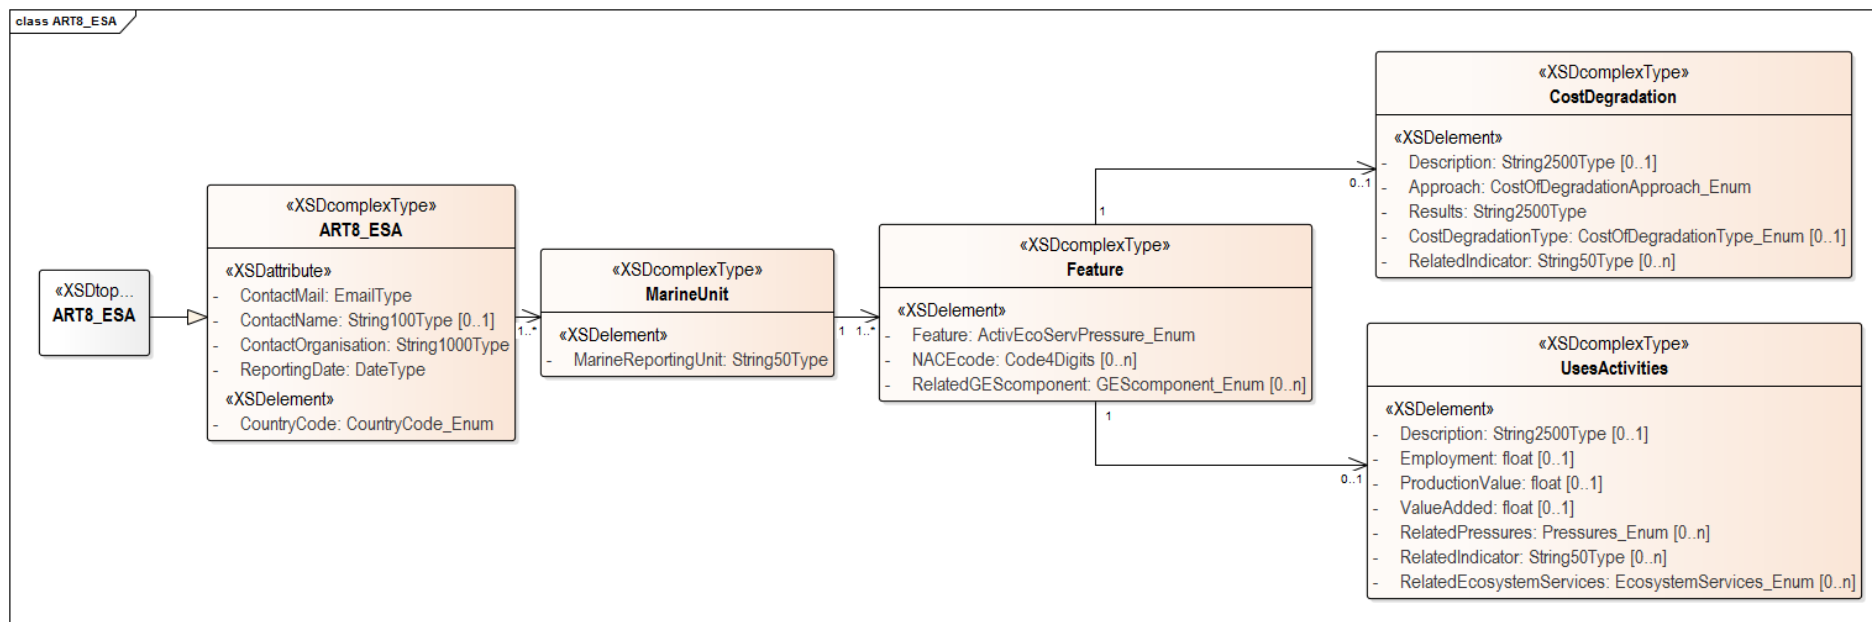 class ART8_ESA
«XSDtop...
ART8_ESA
«XSDcomplexType»
ART8_ESA
«XSDattribute»
- ContactMail: EmailType
- ContactName: String100Type [0..1]
- ContactOrganisation: String1000Type
- ReportingDate: DateType
«XSDelement»
- CountryCode: CountryCode_Enum
1..*
«XSDcomplexType»
MarineUnit
«XSDelement»
- MarineReportingUnit: String50Type
1
1..*
«XSDcomplexType»
Feature
«XSDelement»
- Feature: ActivEcoServPressure_Enum
- NACEcode: Code4Digits [0..n]
- RelatedGEScomponent: GEScomponent_Enum [0..n]
1
0..1
«XSDcomplexType»
CostDegradation
«XSDelement»
- Description: String2500Type [0..1]
- Approach: CostOfDegradationApproach_Enum
- Results: String2500Type
- CostDegradationType: CostOfDegradationType_Enum [0..1]
- RelatedIndicator: String50Type [0..n]
1
0..1
«XSDcomplexType»
UsesActivities
«XSDelement»
- Description: String2500Type [0..1]
- Employment: float [0..1]
- ProductionValue: float [0..1]
- ValueAdded: float [0..1]
- RelatedPressures: Pressures_Enum [0..n]
- RelatedIndicator: String50Type [0..n]
- RelatedEcosystemServices: EcosystemServices_Enum [0..n]